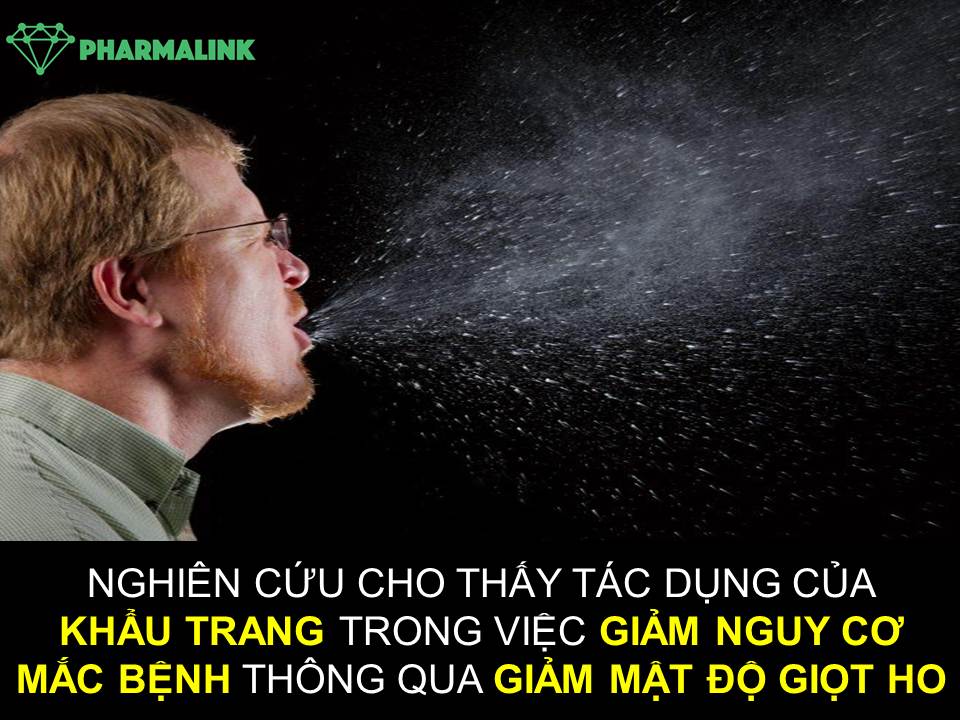 PHARMALINK
NGHIÊN CỨU CHO THẤY TÁC DỤNG CỦA
KHẨU TRANG TRONG VIỆC GIẢM NGUY CƠ
MẮC BỆNH THÔNG QUA GIẢM MẬT ĐỘ GIỌT HO